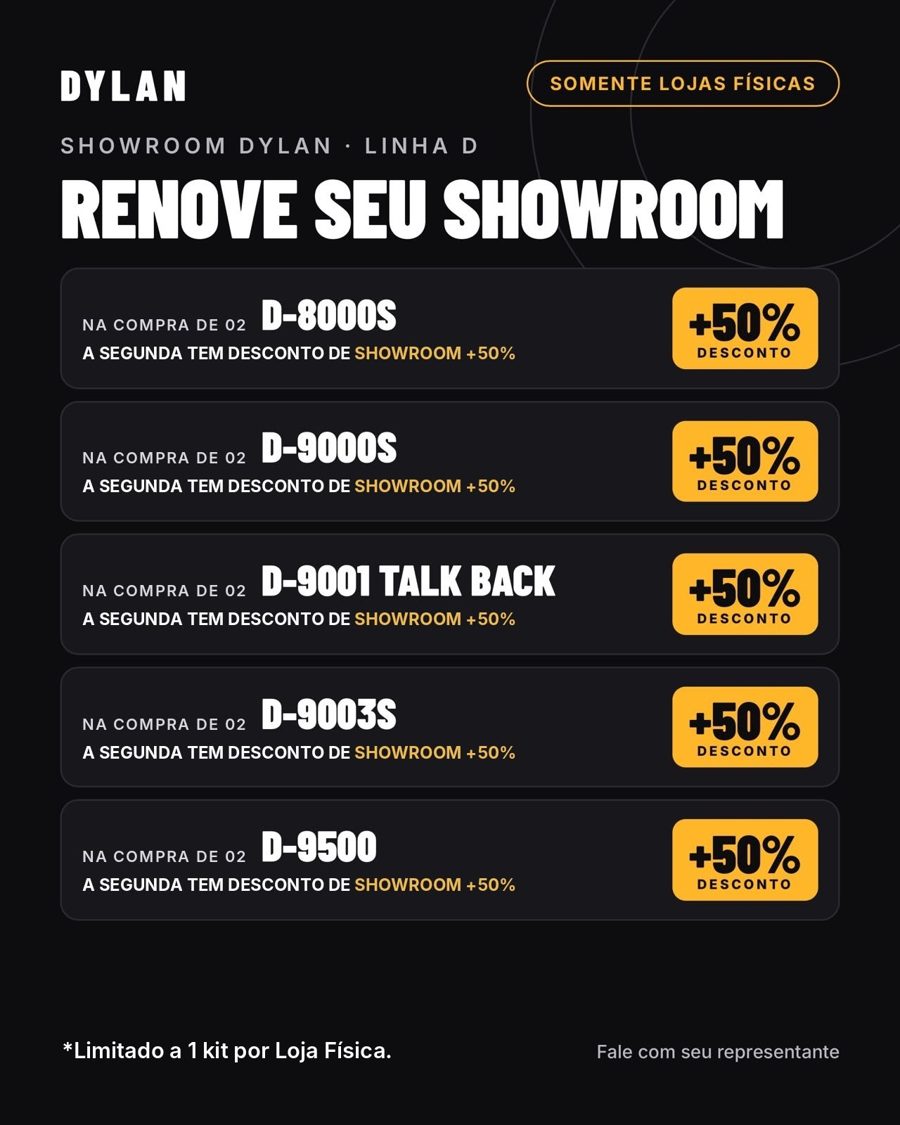 DYLAN
SOMENTE LOJAS FÍSICAS
SHOWROOM DYLAN · LINHA D
RENOVE SEU SHOWROOM
NA COMPRA DE 02 D-8000S
A SEGUNDA TEM DESCONTO DE SHOWROOM +50%
+50%
DESCONTO
NA COMPRA DE 02 D-9000S
A SEGUNDA TEM DESCONTO DE SHOWROOM +50%
+50%
DESCONTO
NA COMPRA DE 02 D-9001 TALK BACK
A SEGUNDA TEM DESCONTO DE SHOWROOM +50%
+50%
DESCONTO
NA COMPRA DE 02 D-9003S
A SEGUNDA TEM DESCONTO DE SHOWROOM +50%
+50%
DESCONTO
NA COMPRA DE 02 D-9500
A SEGUNDA TEM DESCONTO DE SHOWROOM +50%
+50%
DESCONTO
*Limitado a 1 kit por Loja Física.
Fale com seu representante